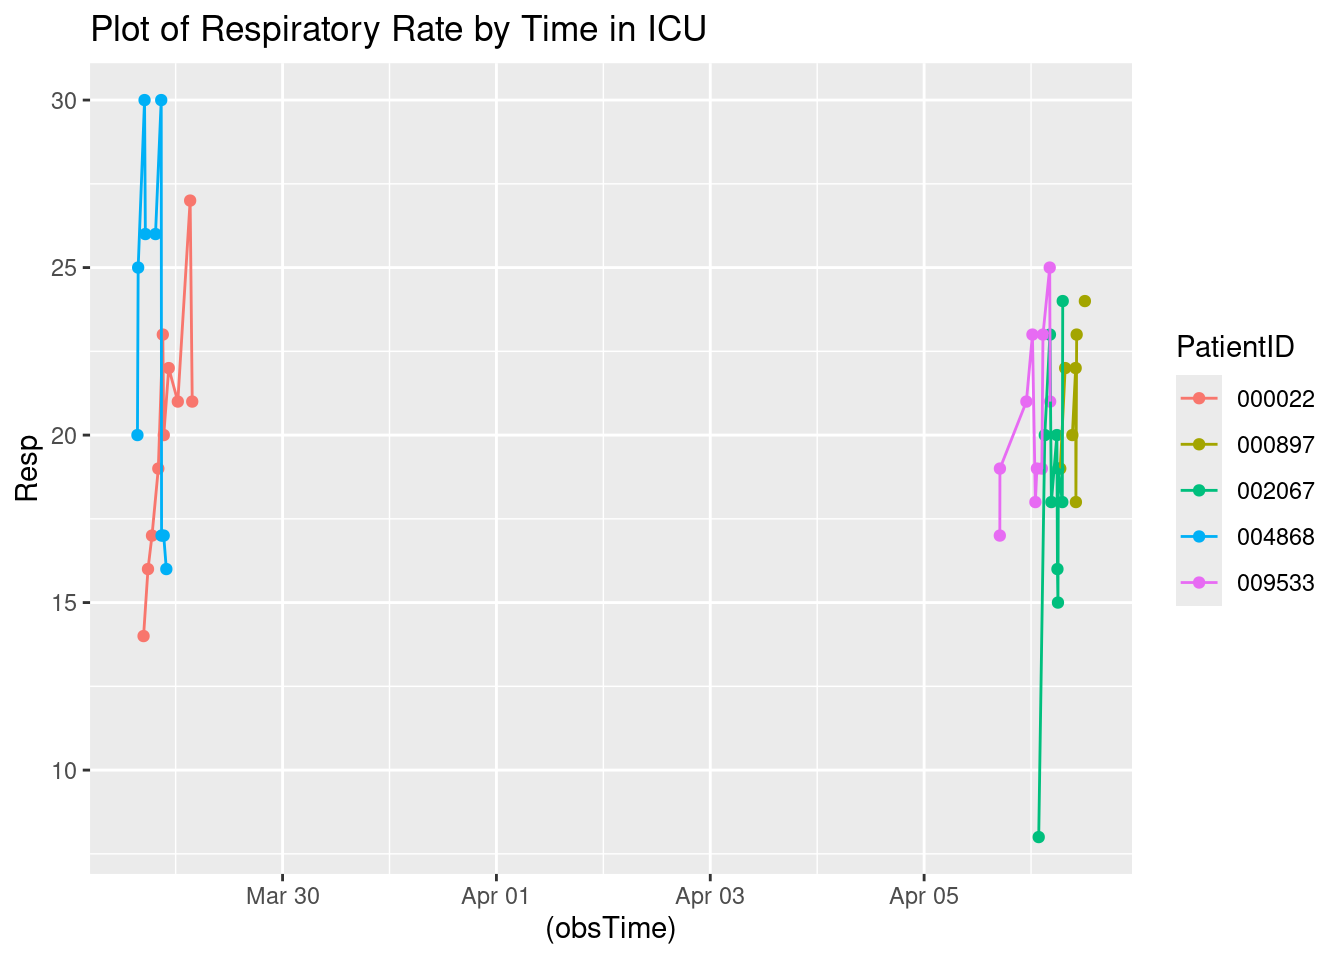 Plot of Respiratory Rate by Time in ICU
30
25
20
15
10
Resp
Mar 30
Apr 01
Apr 03
Apr 05
(obsTime)
PatientID
000022
000897
002067
004868
009533